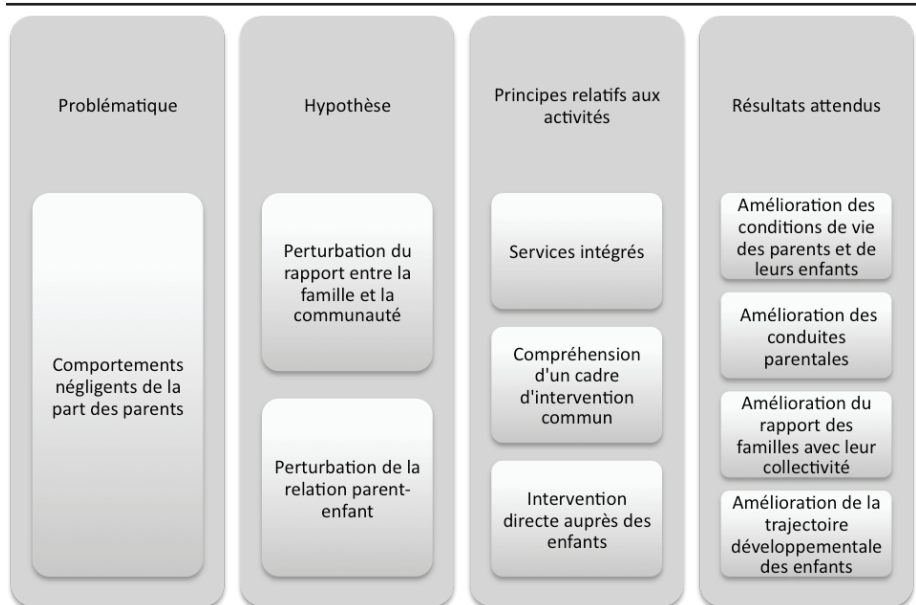 Problématique
Comportements
négligents de la
part des parents
Hypothèse
Perturbation du
rapport entre la
famille et la
communauté
Perturbation de la
relation parent-
enfant
Principes relatifs aux
activités
Services intégrés
Compréhension
d'un cadre
d'intervention
commun
Intervention
directe auprès des
enfants
Résultats attendus
Amélioration des
conditions de vie
des parents et de
leurs enfants
Amélioration des
conduites
parentales
Amélioration du
rapport des
familles avec leur
collectivité
Amélioration de la
trajectoire
développementale
des enfants